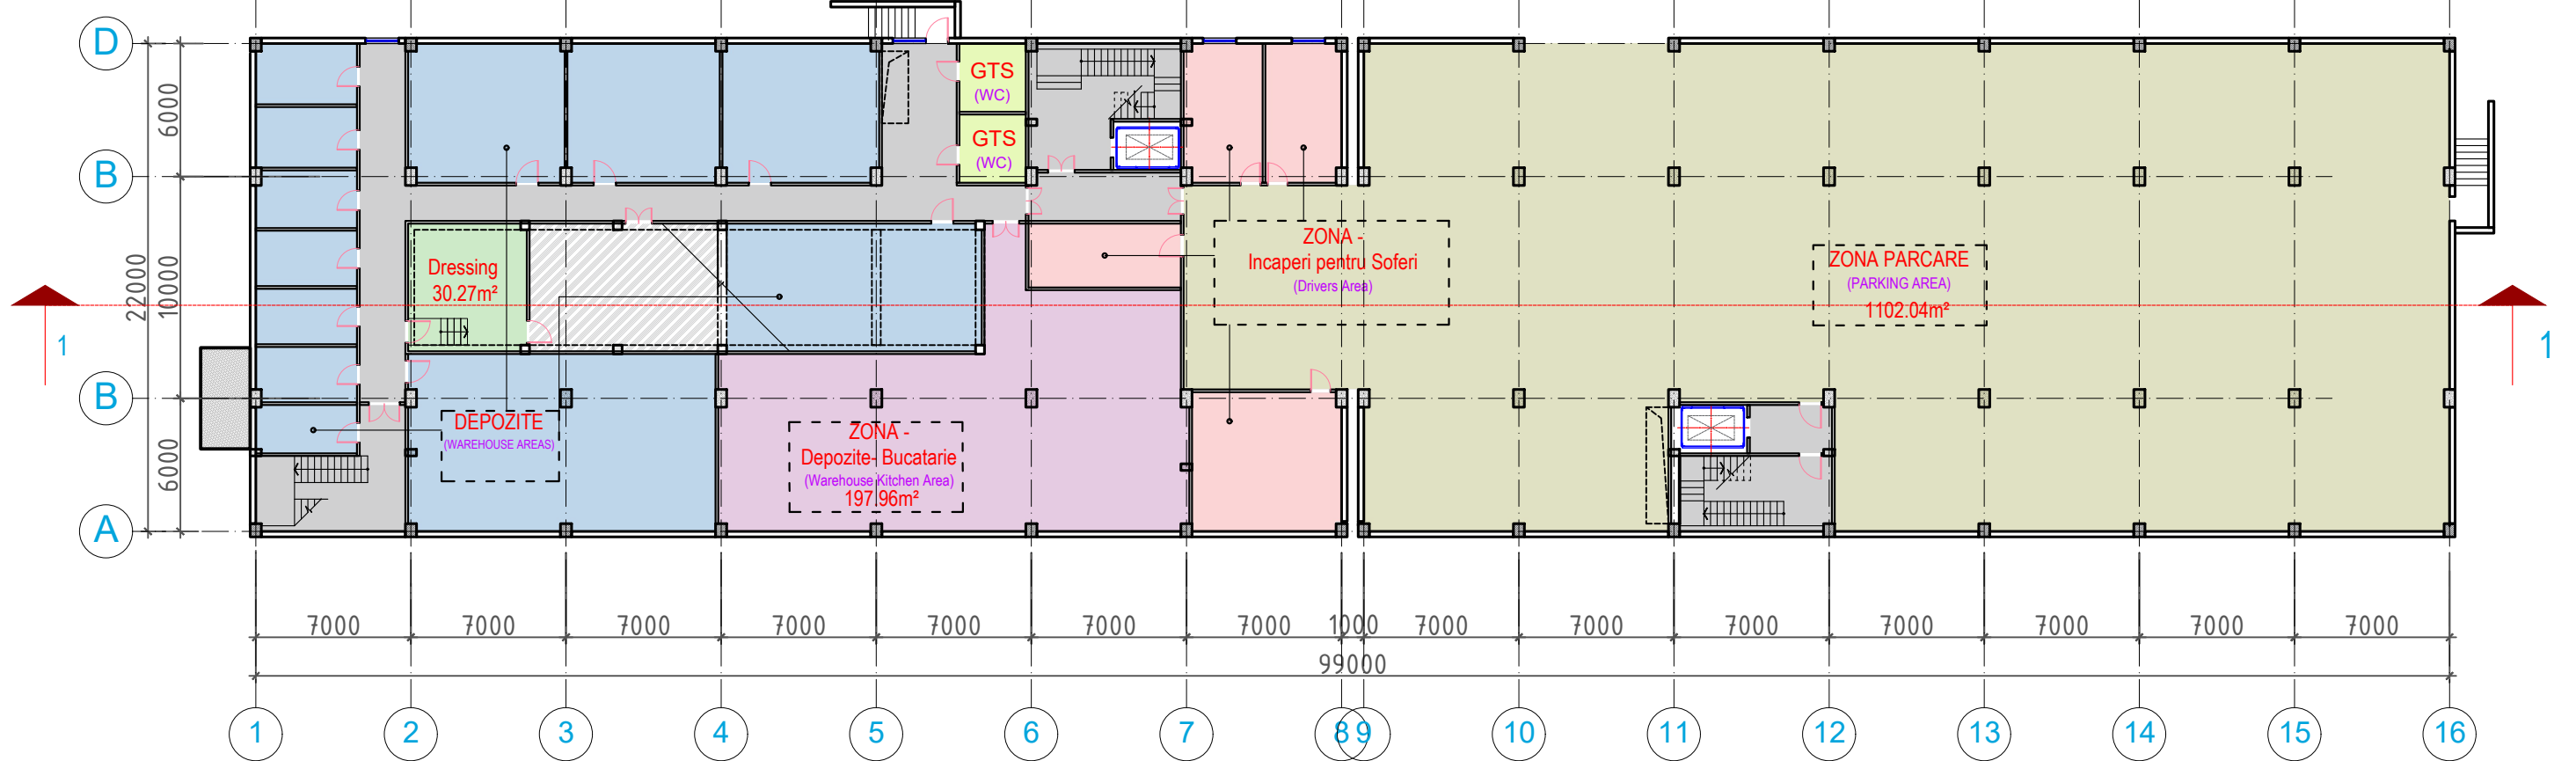 D
B
B
A
6000
10000
6000
22000
GTS
(WC)
GTS
(WC)
Dressing
30.27m²
DEPOZITE
(WAREHOUSE AREAS)
ZONA -
Depozite- Bucatarie
(Warehouse Kitchen Area)
197.96m²
ZONA -
Incaperi pentru Soferi
(Drivers Area)
ZONA PARCARE
(PARKING AREA)
1102.04m²
1
1
7000
7000
7000
7000
7000
7000
7000
1000
7000
7000
7000
7000
7000
7000
7000
99000
1
2
3
4
5
6
7
8
9
10
11
12
13
14
15
16